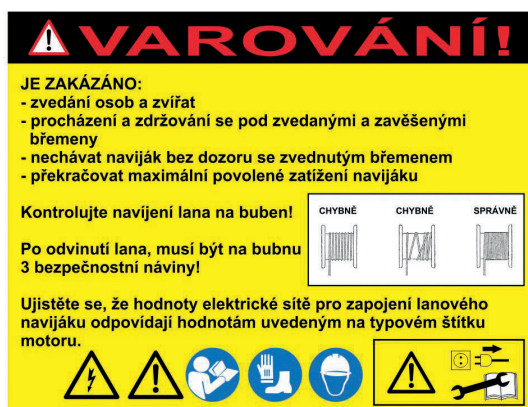 VAROVÁNÍ!
JE ZAKÁZÁNO:
- zvedání osob a zvířat
- procházení a zdržování se pod zvedanými a zavěšenými
břemeny
- nechávat naviják bez dozoru se zvednutým břemenem
- překračovat maximální povolené zatížení navijáku
Kontrolujte navíjení lana na buben!
CHYBNĚ CHYBNĚ SPRÁVNĚ
Po odvinutí lana, musí být na bubnu
3 bezpečnostní náviny!
Ujistěte se, že hodnoty elektrické sítě pro zapojení lanového
navijáku odpovídají hodnotám uvedeným na typovém štítku
motoru.